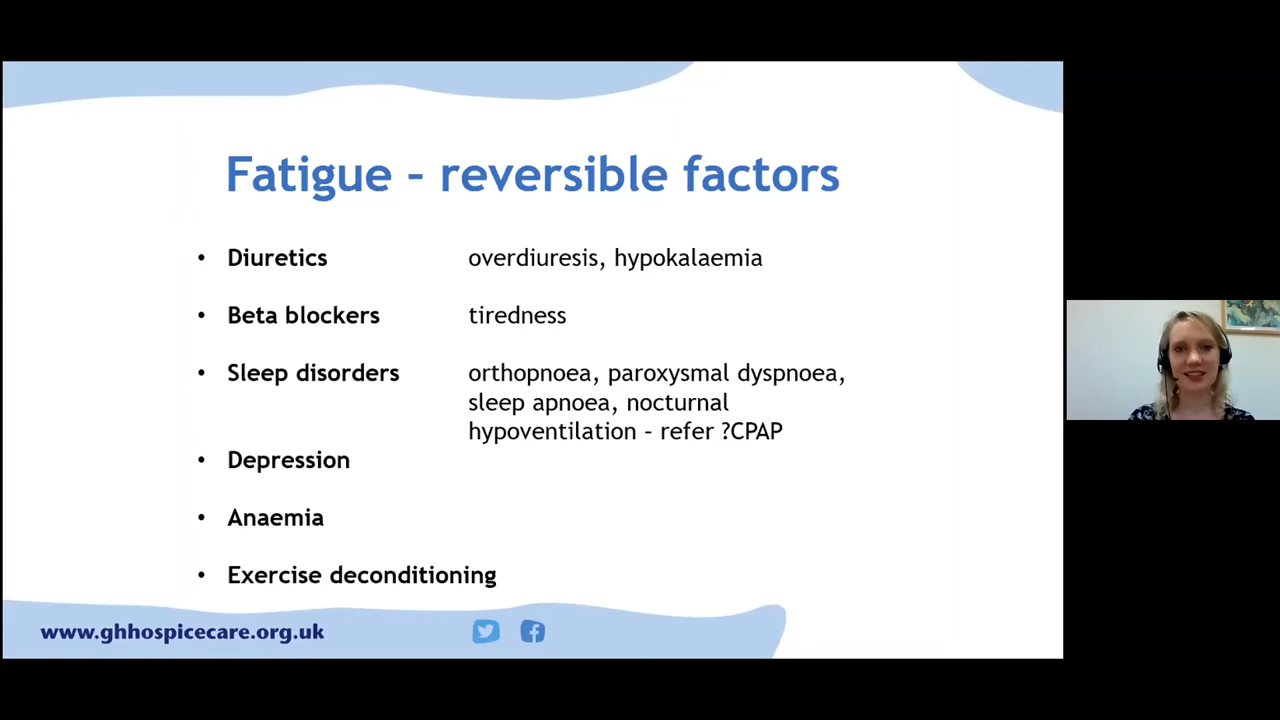 Fatigue – reversible factors
• Diuretics overdiuresis, hypokalaemia
• Beta blockers tiredness
• Sleep disorders orthopnoea, paroxysmal dyspnoea,
sleep apnoea, nocturnal
hypoventilation – refer ?CPAP
• Depression
• Anaemia
• Exercise deconditioning
www.ghhospicecare.org.uk